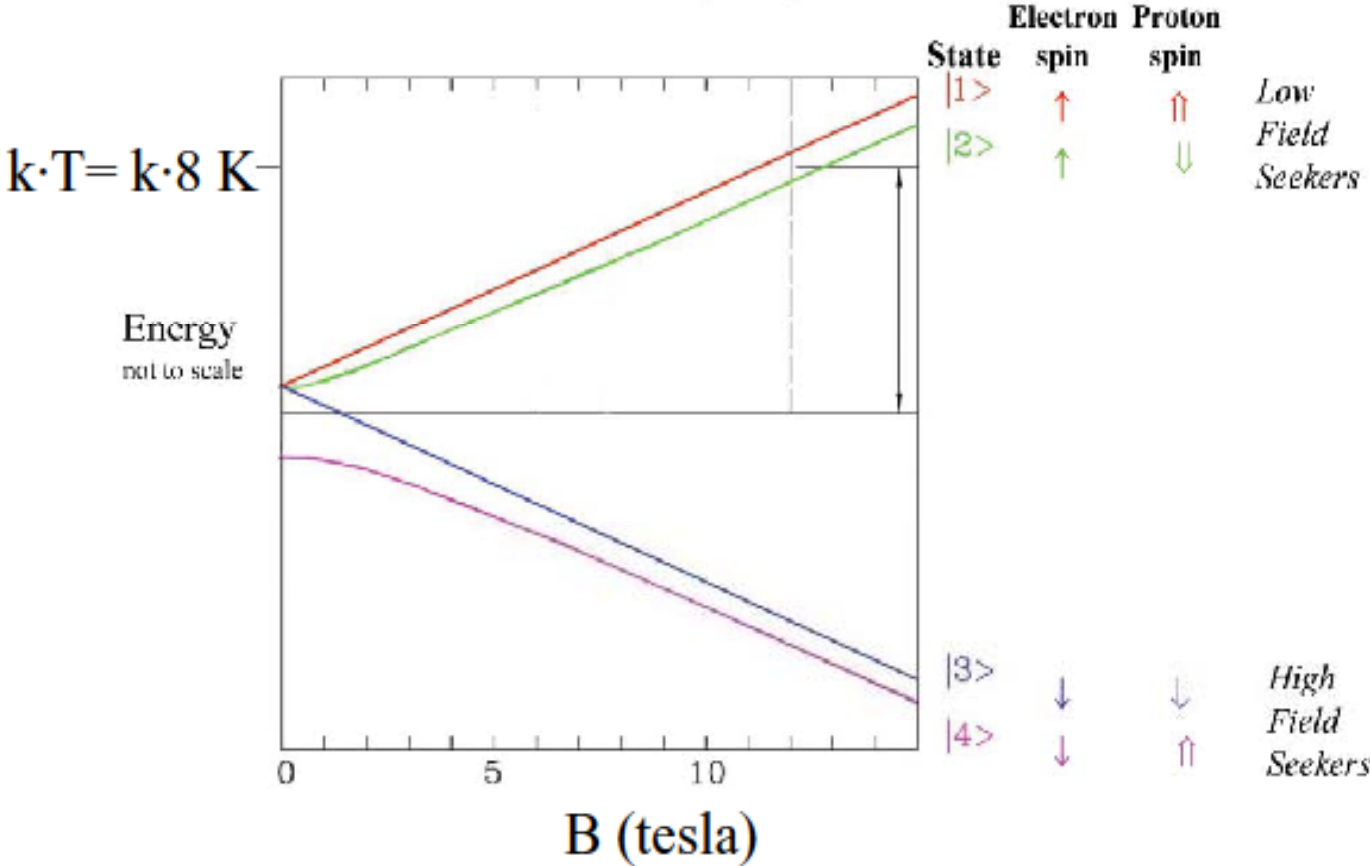 Electron Proton
State spin spin
|1> ↑ ⇑ Low
Field
|2> ↑ ⇓ Seekers
k·T= k·8 K
Energy
not to scale
|3> ↓ ⇓ High
Field
|4> ↓ ⇑ Seekers
0 5 10
B (tesla)